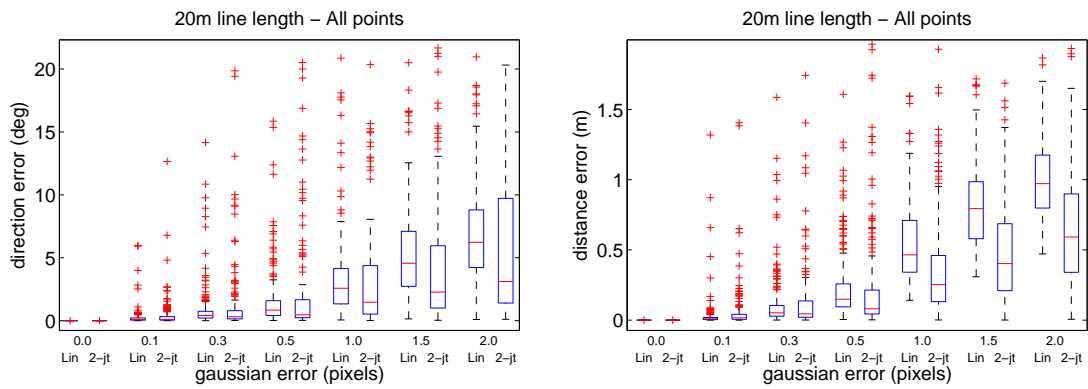 20m line length – All points
direction error (deg)
20
15
10
5
0
0.0 0.1 0.3 0.5 1.0 1.5 2.0
Lin 2−jt Lin 2−jt Lin 2−jt Lin 2−jt Lin 2−jt Lin 2−jt Lin 2−jt
gaussian error (pixels)
20m line length – All points
distance error (m)
1.5
1
0.5
0
0.0 0.1 0.3 0.5 1.0 1.5 2.0
Lin 2−jt Lin 2−jt Lin 2−jt Lin 2−jt Lin 2−jt Lin 2−jt Lin 2−jt
gaussian error (pixels)